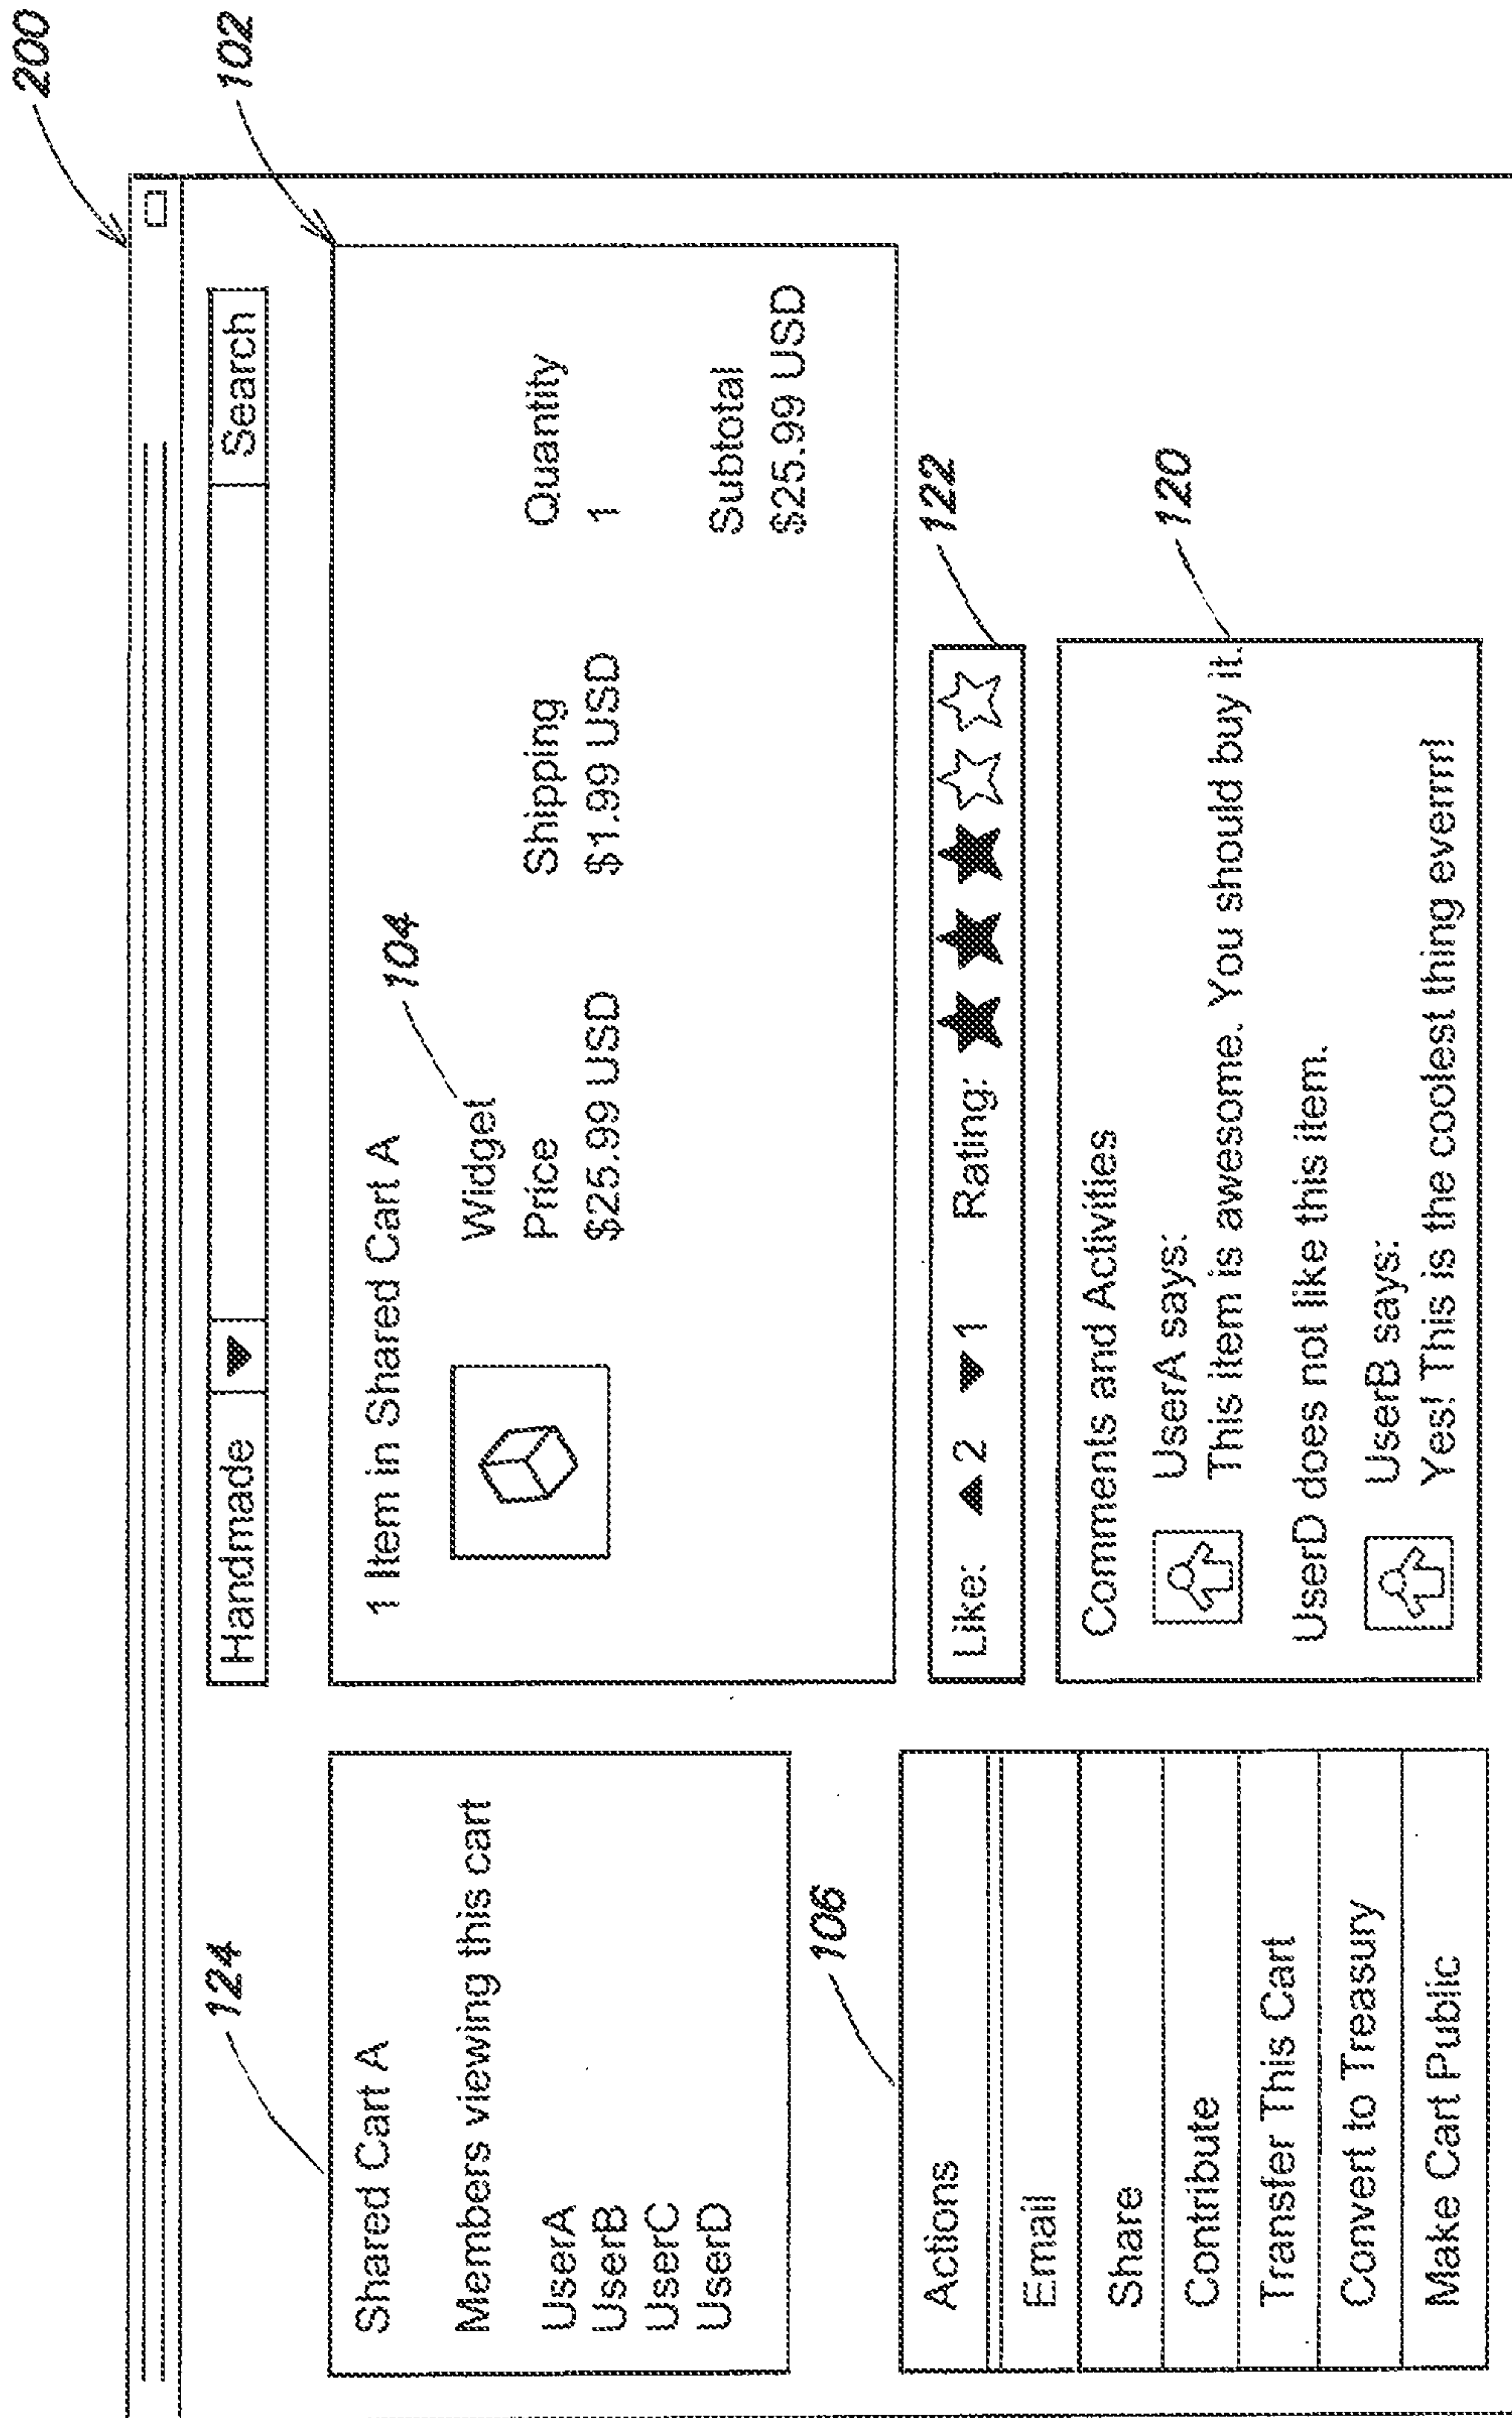 200
Handmade ▼ Search
102
124
Shared Cart A
Members viewing this cart
UserA
UserB
UserC
UserD
1 Item in Shared Cart A
Widget
104
Price Shipping Quantity
$25.99 USD $1.99 USD 1
Subtotal
$25.99 USD
106
Actions
Email
Share
Contribute
Transfer This Cart
Convert to Treasury
Make Cart Public
122
Like: ▲2 ▼1 Rating: ★★★☆☆
120
Comments and Activities
UserA says:
This item is awesome. You should buy it.
UserD does not like this item.
UserB says:
Yes! This is the coolest thing everrrr!